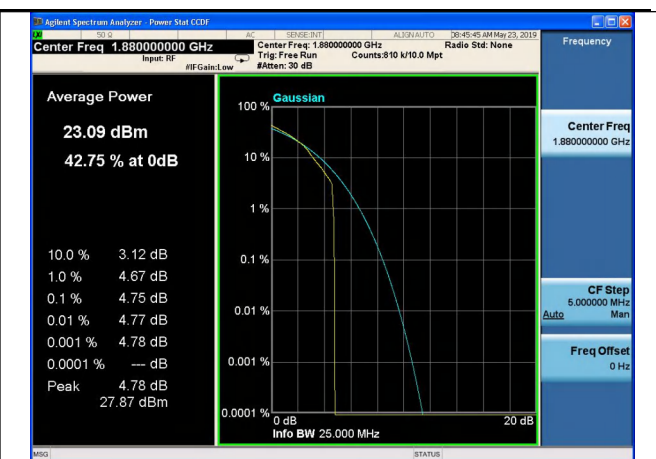 Agilent Spectrum Analyzer - Power Stat CCDF
LXI 50 Ω AC SENSE:INT ALIGNAUTO 08:45:45 AM May 23, 2019
Center Freq 1.880000000 GHz
Input: RF
#IFGain:Low
Center Freq: 1.880000000 GHz
Radio Std: None
Trig: Free Run Counts:810 k/10.0 Mpt
#Atten: 30 dB
Frequency
Average Power
23.09 dBm
42.75 % at 0dB
10.0 % 3.12 dB
1.0 % 4.67 dB
0.1 % 4.75 dB
0.01 % 4.77 dB
0.001 % 4.78 dB
0.0001 % --- dB
Peak 4.78 dB
27.87 dBm
Gaussian
100 %
10 %
1 %
0.1 %
0.01 %
0.001 %
0.0001 %
0 dB 20 dB
Info BW 25.000 MHz
Center Freq
1.880000000 GHz
CF Step
5.000000 MHz
Auto Man
Freq Offset
0 Hz
MSG STATUS